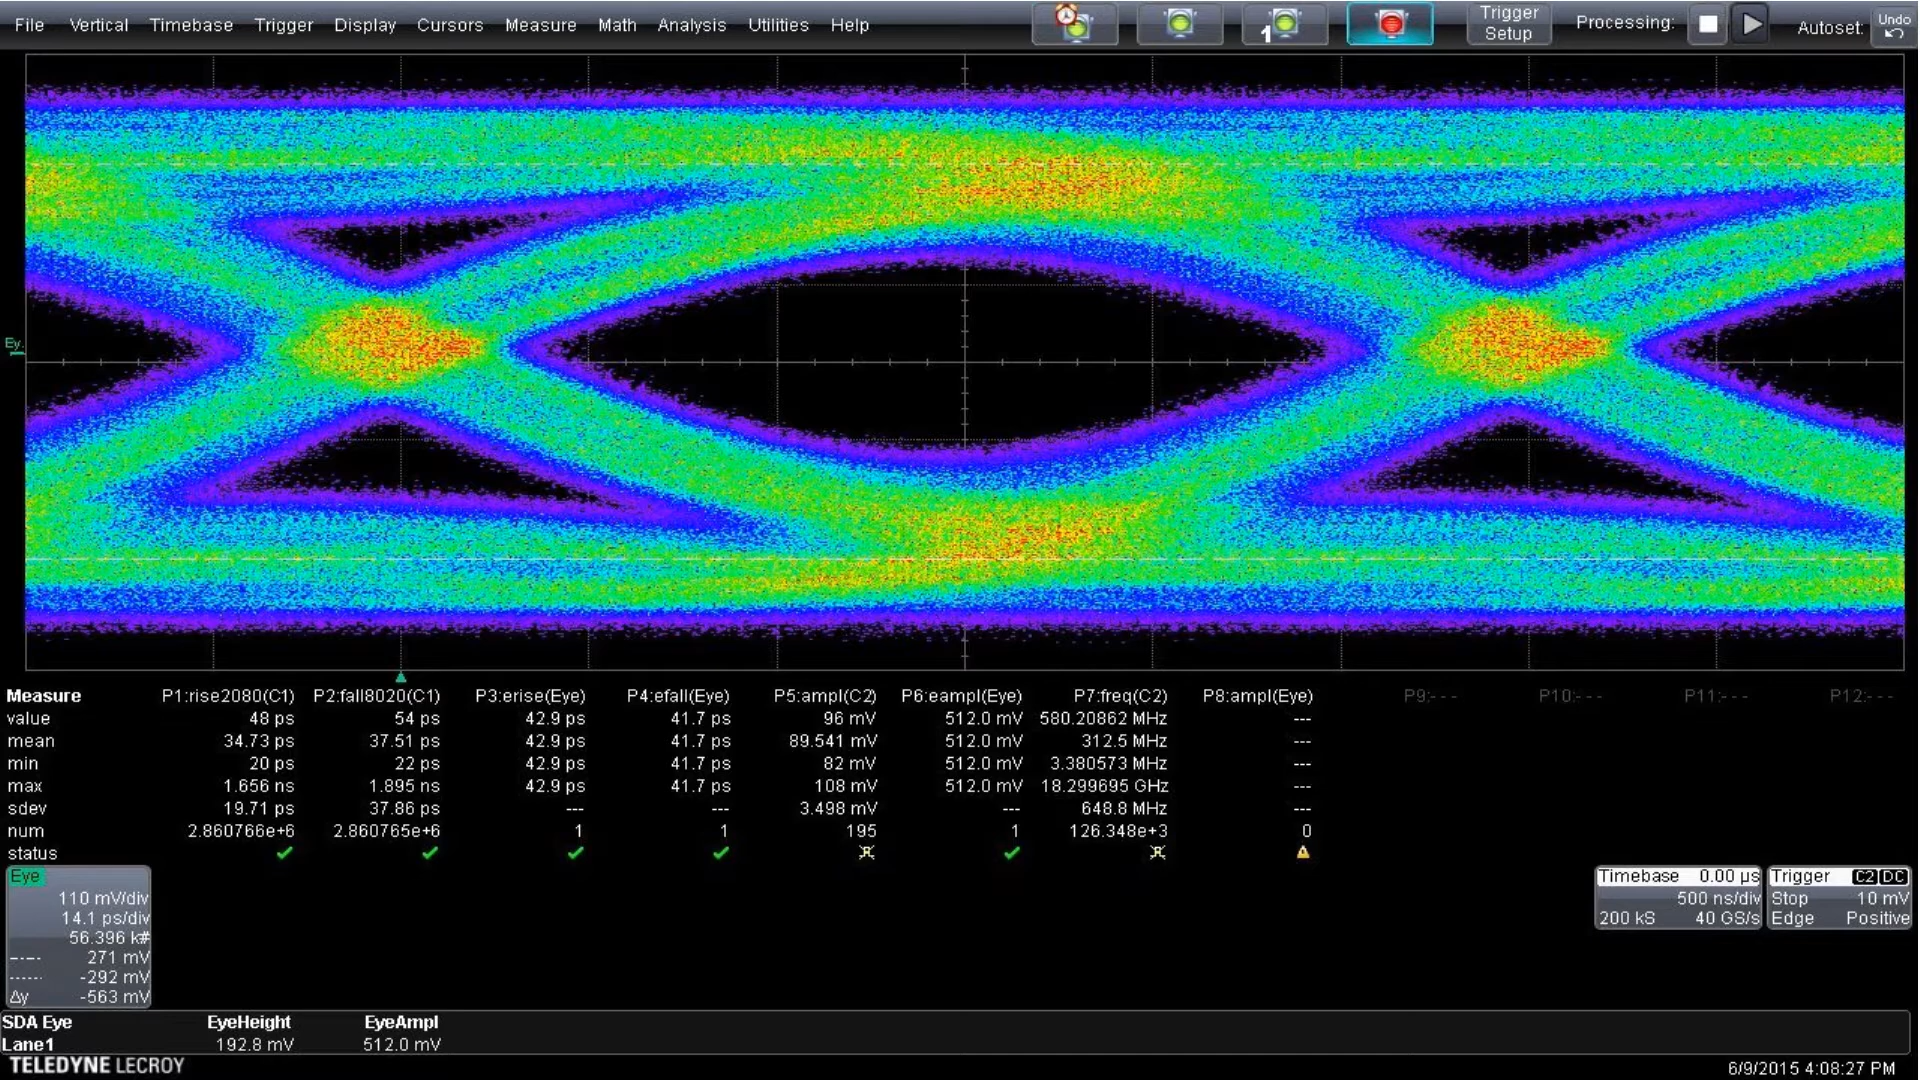 File Vertical Timebase Trigger Display Cursors Measure Math Analysis Utilities Help 1 Trigger Setup Processing: Autoset: Undo
Ey.
Measure P1:rise2080(C1) P2:fall8020(C1) P3:erise(Eye) P4:efall(Eye) P5:ampl(C2) P6:eampl(Eye) P7:freq(C2) P8:ampl(Eye) P9:--- P10:--- P11:--- P12:---
value 48 ps 54 ps 42.9 ps 41.7 ps 96 mV 512.0 mV 580.20862 MHz ---
mean 34.73 ps 37.51 ps 42.9 ps 41.7 ps 89.541 mV 512.0 mV 312.5 MHz ---
min 20 ps 22 ps 42.9 ps 41.7 ps 82 mV 512.0 mV 3.380573 MHz ---
max 1.656 ns 1.895 ns 42.9 ps 41.7 ps 108 mV 512.0 mV 18.299695 GHz ---
sdev 19.71 ps 37.86 ps --- --- 3.498 mV --- 648.8 MHz ---
num 2.860766e+6 2.860765e+6 1 1 195 1 126.348e+3 0
status
Eye
110 mV/div
14.1 ps/div
56.396 k#
271 mV
-292 mV
Δy -563 mV
Timebase 0.00 µs
500 ns/div
200 kS 40 GS/s
Trigger C2 DC
Stop 10 mV
Edge Positive
SDA Eye EyeHeight EyeAmpl
Lane1 192.8 mV 512.0 mV
TELEDYNE LECROY
6/9/2015 4:08:27 PM